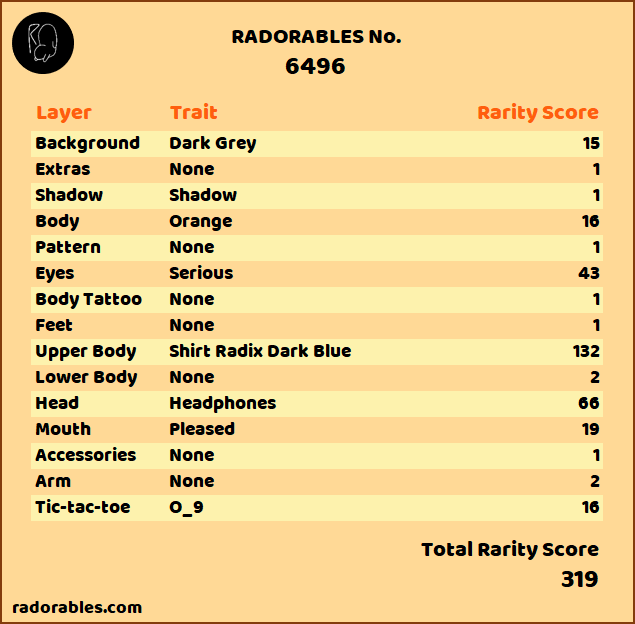 RADORABLES No.
6496
Layer Trait Rarity Score
Background Dark Grey 15
Extras None 1
Shadow Shadow 1
Body Orange 16
Pattern None 1
Eyes Serious 43
Body Tattoo None 1
Feet None 1
Upper Body Shirt Radix Dark Blue 132
Lower Body None 2
Head Headphones 66
Mouth Pleased 19
Accessories None 1
Arm None 2
Tic-tac-toe O_9 16
Total Rarity Score
319
radorables.com